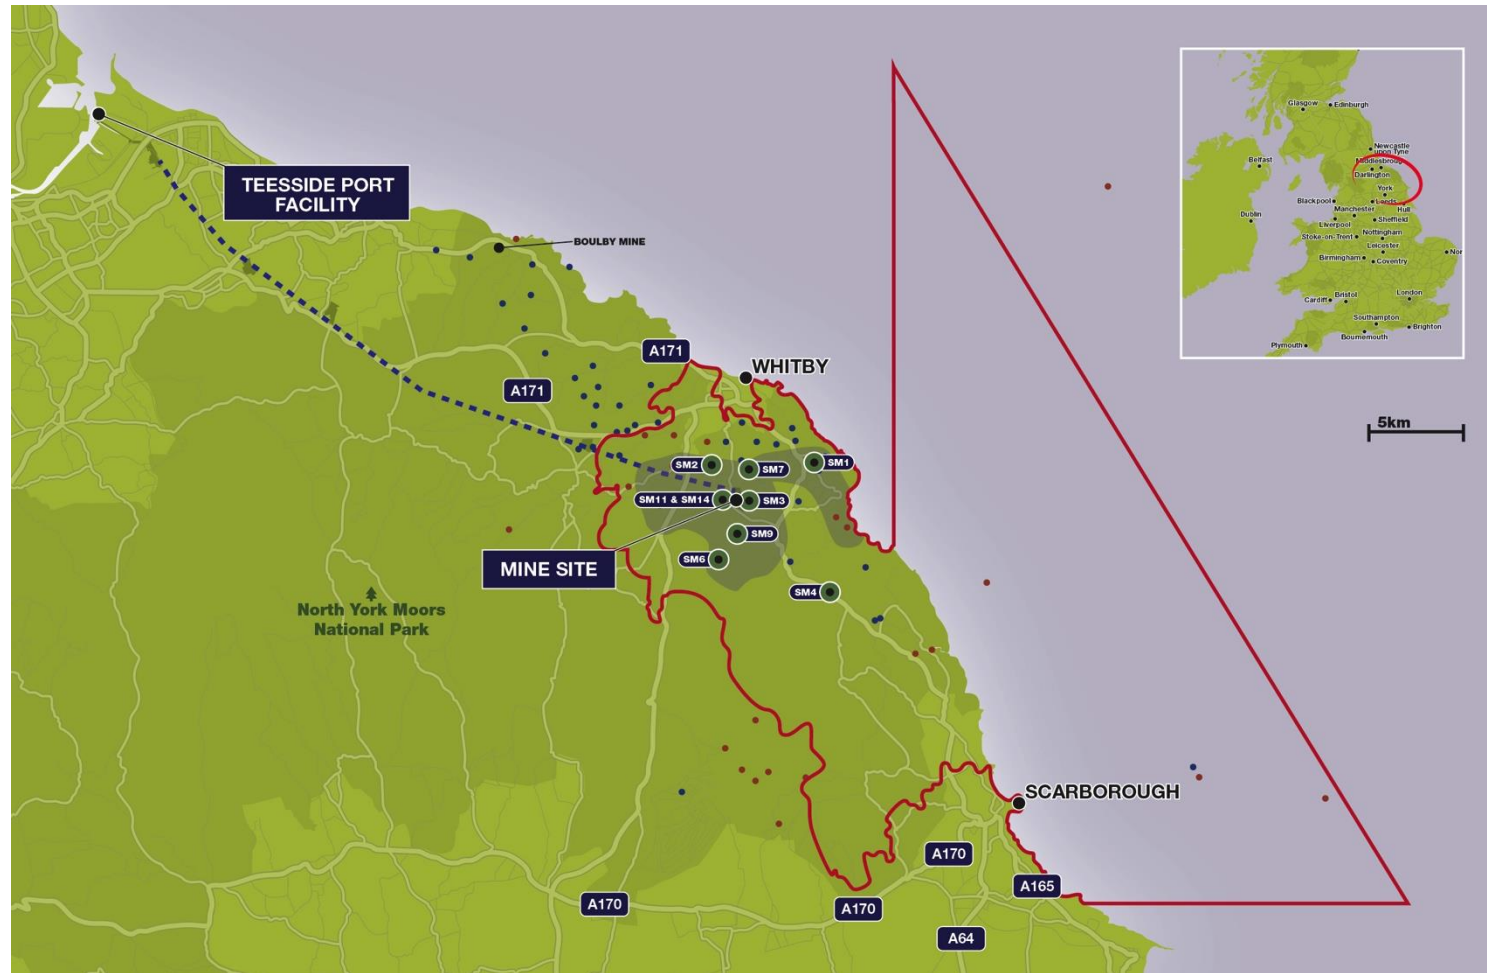 TEESSIDE PORT
FACILITY
BOULBY MINE
A171
WHITBY
A171
SM2
SM7
SM1
SM11 & SM14
SM3
SM9
MINE SITE
SM6
SM4
North York Moors
National Park
SCARBOROUGH
A170
A165
A170
A170
A64
5km
Glasgow
Edinburgh
Newcastle
upon Tyne
Belfast
Middlesbroug
Darlington
York
Blackpool
Leeds
Manchester
Hull
Dublin
Liverpool
Sheffield
Stoke-on-Trent
Nottingham
Leicester
Nor
Birmingham
Coventry
Cardiff
Bristol
London
Southampton
Brighton
Bournemouth
Plymouth